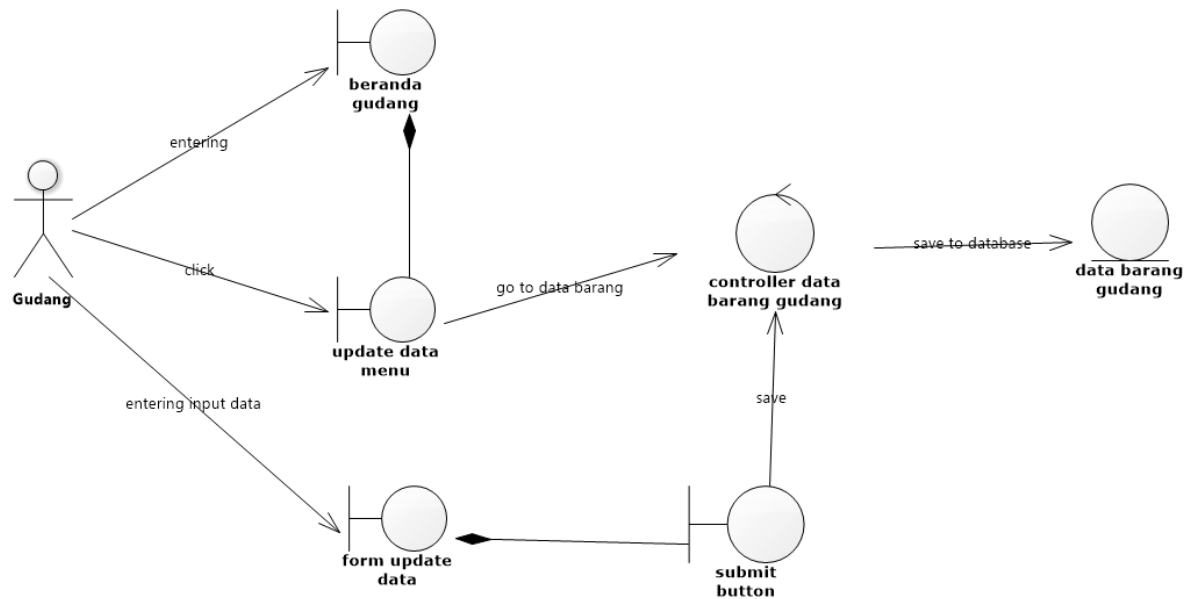 beranda
gudang
entering
Gudang
click
update data
menu
go to data barang
controller data
barang gudang
save to database
data barang
gudang
entering input data
save
form update
data
submit
button